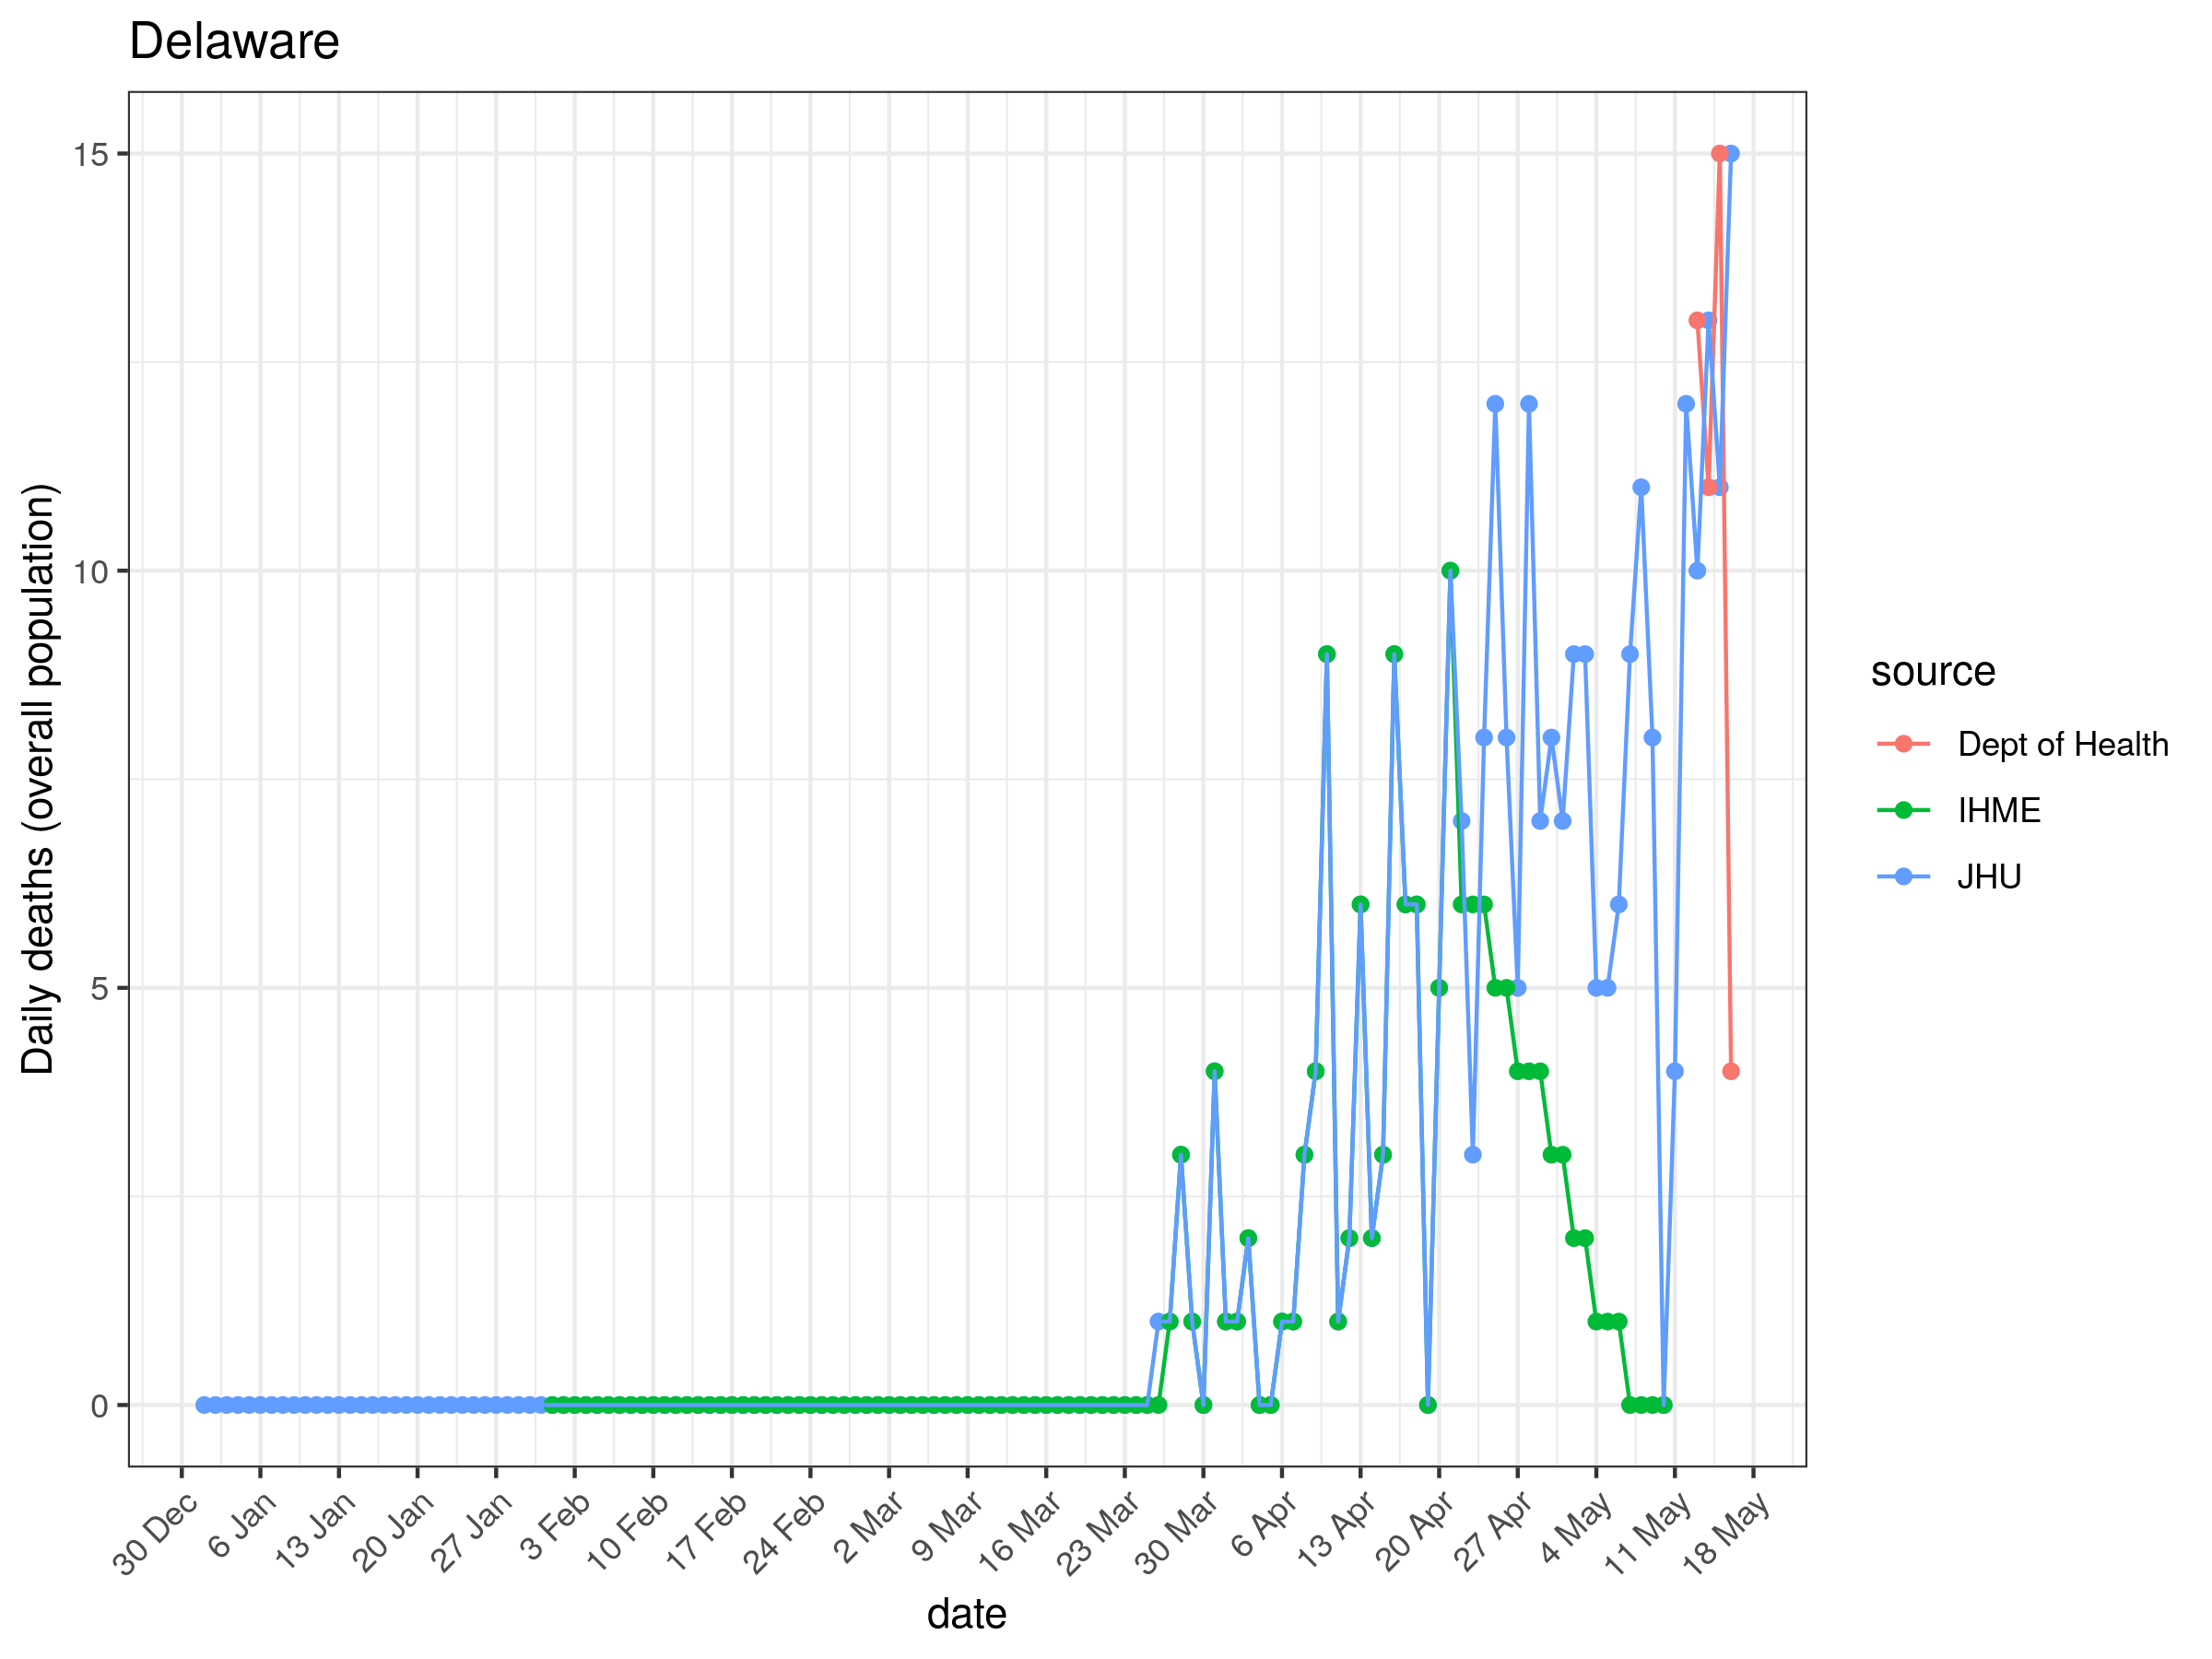 Delaware
Daily deaths (overall population)
15
10
5
0
30 Dec
6 Jan
13 Jan
20 Jan
27 Jan
3 Feb
10 Feb
17 Feb
24 Feb
2 Mar
9 Mar
16 Mar
23 Mar
30 Mar
6 Apr
13 Apr
20 Apr
27 Apr
4 May
11 May
18 May
date
source
Dept of Health
IHME
JHU